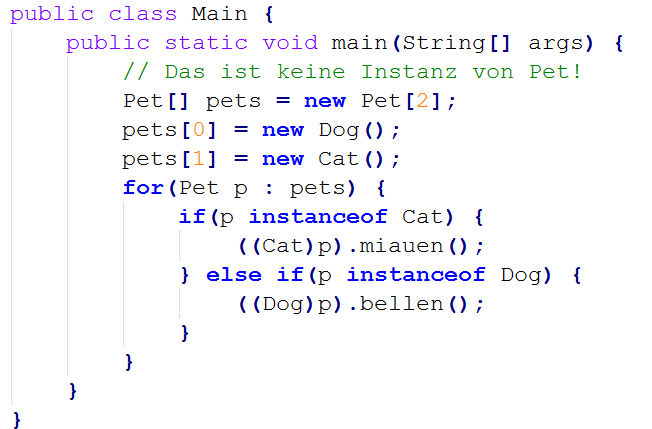 public class Main {
    public static void main(String[] args) {
        // Das ist keine Instanz von Pet!
        Pet[] pets = new Pet[2];
        pets[0] = new Dog();
        pets[1] = new Cat();
        for(Pet p : pets) {
            if(p instanceof Cat) {
                ((Cat)p).miauen();
            } else if(p instanceof Dog) {
                ((Dog)p).bellen();
            }
        }
    }
}